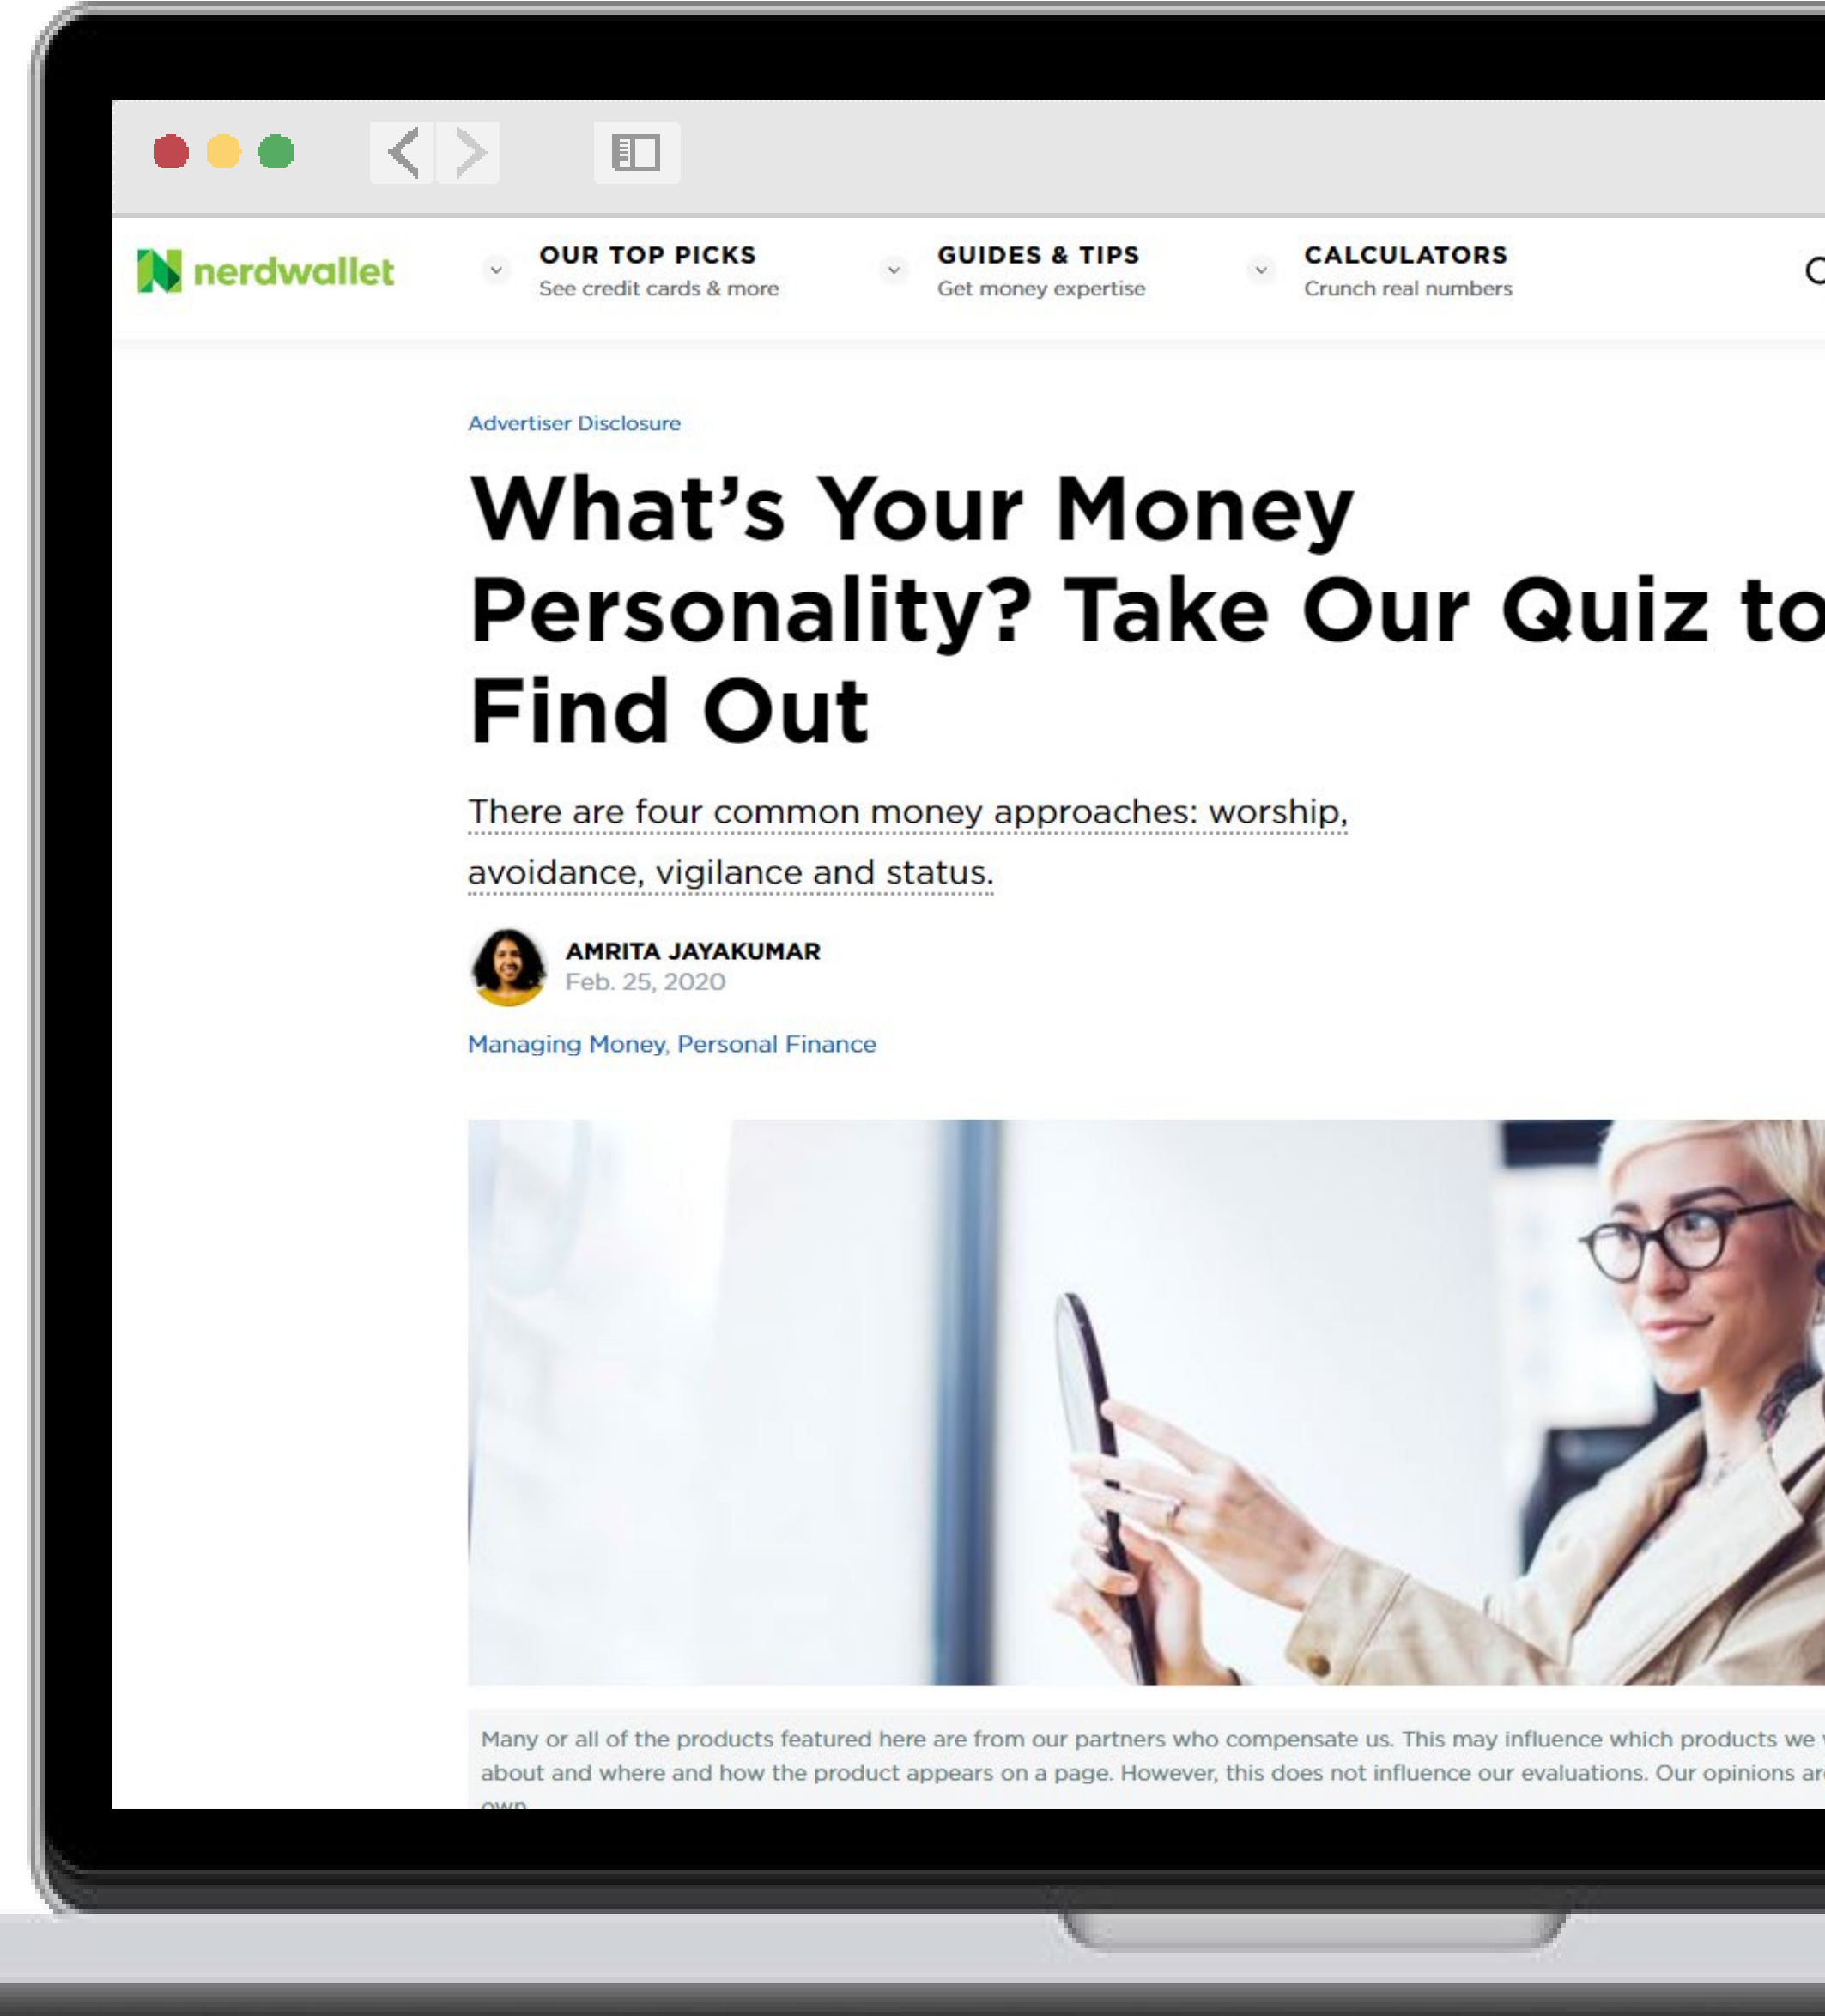 nerdwallet
OUR TOP PICKS
See credit cards & more
GUIDES & TIPS
Get money expertise
CALCULATORS
Crunch real numbers
Advertiser Disclosure
What's Your Money
Personality? Take Our Quiz to
Find Out
There are four common money approaches: worship,
avoidance, vigilance and status.
AMRITA JAYAKUMAR
Feb. 25, 2020
Managing Money, Personal Finance
Many or all of the products featured here are from our partners who compensate us. This may influence which products we
about and where and how the product appears on a page. However, this does not influence our evaluations. Our opinions
own